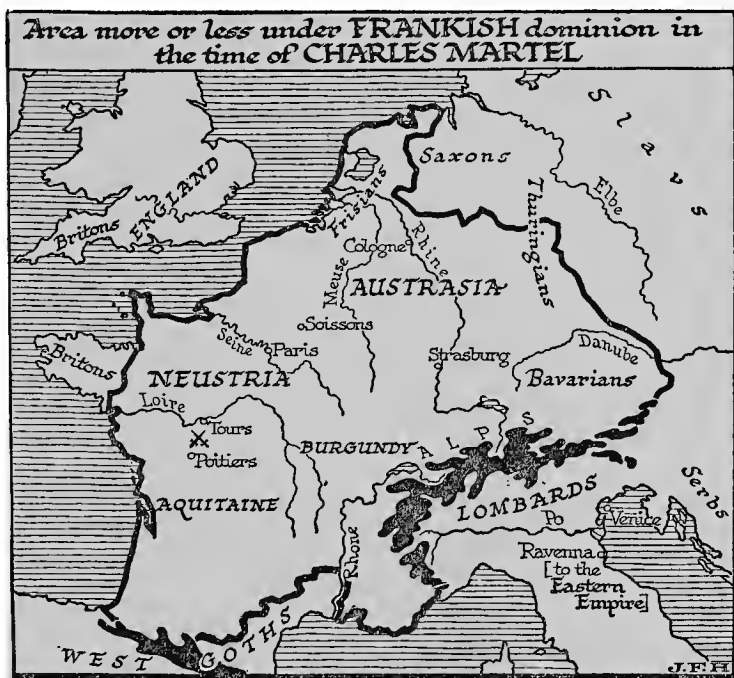 Area more or less under FRANKISH dominion in
the time of CHARLES MARTEL
Slavs
Saxons
Elbe
ENGLAND
Britons
Frisians
Thuringians
Cologne
Rhine
Meuse
AUSTRASIA
Soissons
Seine
Paris
Strasburg
Danube
Britons
NEUSTRIA
Bavarians
Loire
Tours
BURGUNDY
ALPS
Poitiers
LOMBARDS
Serbs
AQUITAINE
Po
Venice
Rhone
Ravenna
[to the
Eastern
Empire]
WEST GOTHS
J.F.H